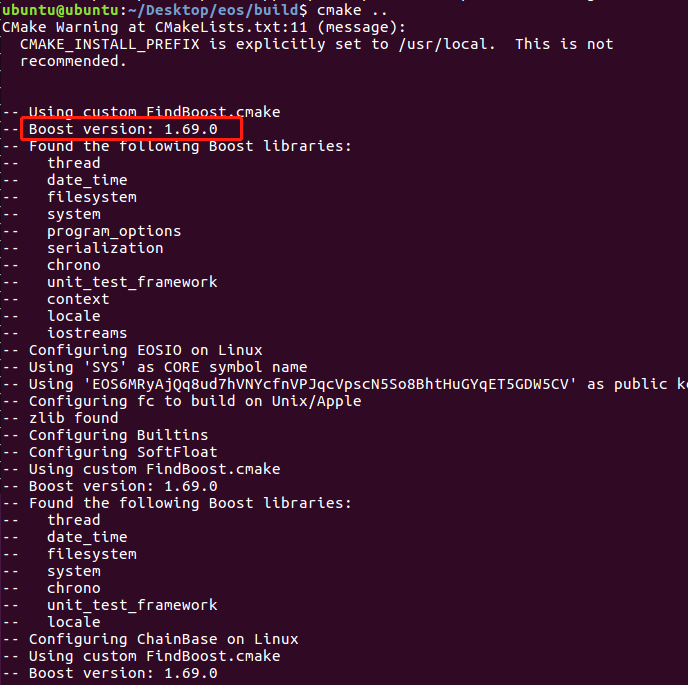 ubuntu@ubuntu:~/Desktop/eos/build$ cmake ..
CMake Warning at CMakeLists.txt:11 (message):
  CMAKE_INSTALL_PREFIX is explicitly set to /usr/local.  This is not
  recommended.
-- Using custom FindBoost.cmake
-- Boost version: 1.69.0
-- Found the following Boost libraries:
--   thread
--   date_time
--   filesystem
--   system
--   program_options
--   serialization
--   chrono
--   unit_test_framework
--   context
--   locale
--   iostreams
-- Configuring EOSIO on Linux
-- Using 'SYS' as CORE symbol name
-- Using 'EOS6MRyAjQq8ud7hVNYcfnVPJqcVpscN5So8BhtHuGYqET5GDW5CV' as public k
-- Configuring fc to build on Unix/Apple
-- zlib found
-- Configuring Builtins
-- Configuring SoftFloat
-- Using custom FindBoost.cmake
-- Boost version: 1.69.0
-- Found the following Boost libraries:
--   thread
--   date_time
--   filesystem
--   system
--   chrono
--   unit_test_framework
--   locale
-- Configuring ChainBase on Linux
-- Using custom FindBoost.cmake
-- Boost version: 1.69.0